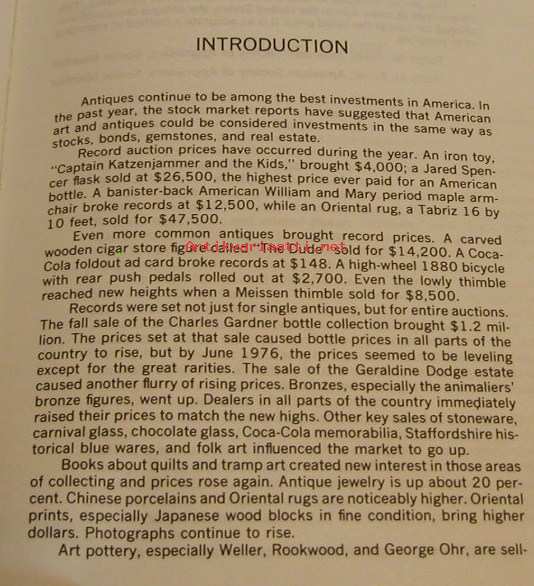 INTRODUCTION
Antiques continue to be among the best investments in America. In
the past year, the stock market reports have suggested that American
art and antiques could be considered investments in the same way as
stocks, bonds, gemstones, and real estate.
Record auction prices have occurred during the year. An iron toy,
"Captain Katzenjammer and the Kids," brought $4,000; a Jared Spen-
cer flask sold at $26,500, the highest price ever paid for an American
bottle. A banister-back American William and Mary period maple arm-
chair broke records at $12,500, while an Oriental rug, a Tabriz 16 by
10 feet, sold for $47,500.
Even more common antiques brought record prices. A carved
wooden cigar store figure called "The Dude" sold for $14,200. A Coca-
Cola foldout ad card broke records at $148. A high-wheel 1880 bicycle
with rear push pedals rolled out at $2,700. Even the lowly thimble
reached new heights when a Meissen thimble sold for $8,500.
Records were set not just for single antiques, but for entire auctions.
The fall sale of the Charles Gardner bottle collection brought $1.2 mil-
lion. The prices set at that sale caused bottle prices in all parts of the
country to rise, but by June 1976, the prices seemed to be leveling
except for the great rarities. The sale of the Geraldine Dodge estate
caused another flurry of rising prices. Bronzes, especially the animaliers'
bronze figures, went up. Dealers in all parts of the country immediately
raised their prices to match the new highs. Other key sales of stoneware,
carnival glass, chocolate glass, Coca-Cola memorabilia, Staffordshire his-
torical blue wares, and folk art influenced the market to go up.
Books about quilts and tramp art created new interest in those areas
of collecting and prices rose again. Antique jewelry is up about 20 per-
cent. Chinese porcelains and Oriental rugs are noticeably higher. Oriental
prints, especially Japanese wood blocks in fine condition, bring higher
dollars. Photographs continue to rise.
Art pottery, especially Weller, Rookwood, and George Ohr, are sell-